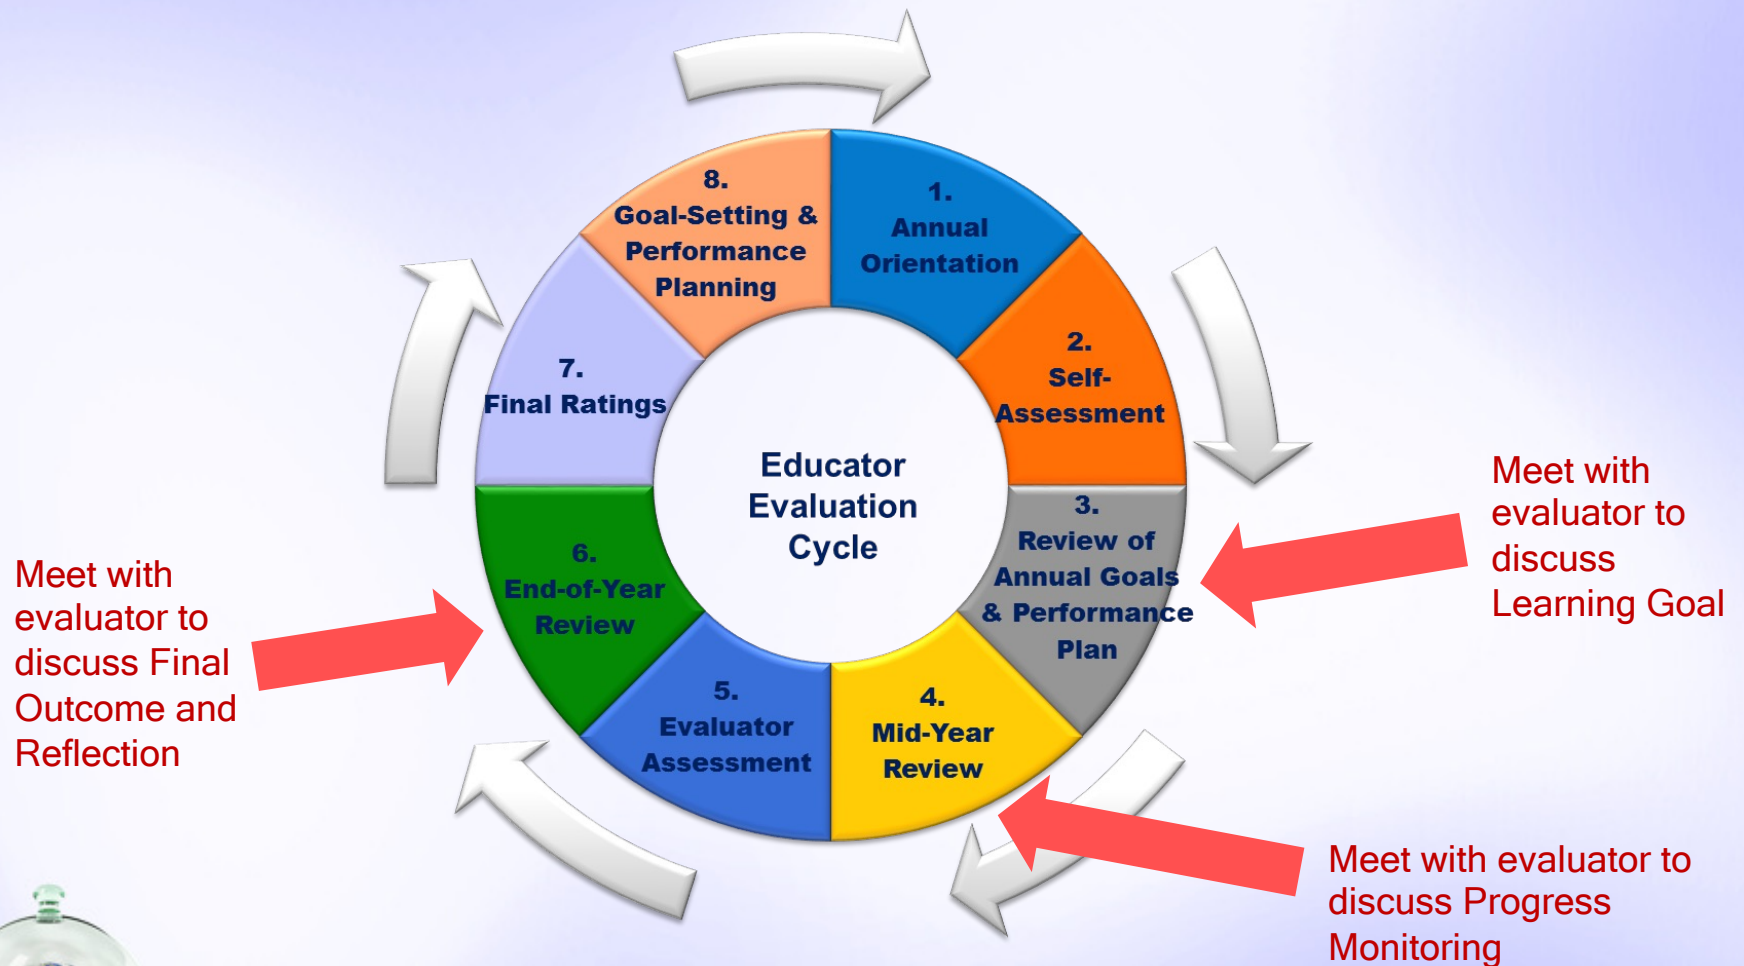 8.
Goal-Setting &
Performance
Planning
1.
Annual
Orientation
2.
Self-
Assessment
7.
Final Ratings
Educator
Evaluation
Cycle
3.
Review of
Annual Goals
& Performance
Plan
Meet with
evaluator to
discuss
Learning Goal
6.
End-of-Year
Review
Meet with
evaluator to
discuss Final
Outcome and
Reflection
5.
Evaluator
Assessment
4.
Mid-Year
Review
Meet with evaluator to
discuss Progress
Monitoring